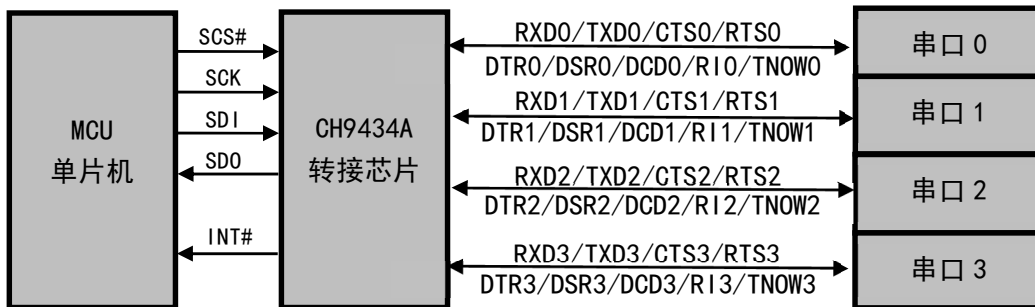 MCU
单片机
SCS#
SCK
SDI
SDO
INT#
CH9434A
转接芯片
RXD0/TXD0/CTS0/RTS0
DTR0/DSR0/DCD0/RI0/TNOW0
串口 0
RXD1/TXD1/CTS1/RTS1
DTR1/DSR1/DCD1/RI1/TNOW1
串口 1
RXD2/TXD2/CTS2/RTS2
DTR2/DSR2/DCD2/RI2/TNOW2
串口 2
RXD3/TXD3/CTS3/RTS3
DTR3/DSR3/DCD3/RI3/TNOW3
串口 3